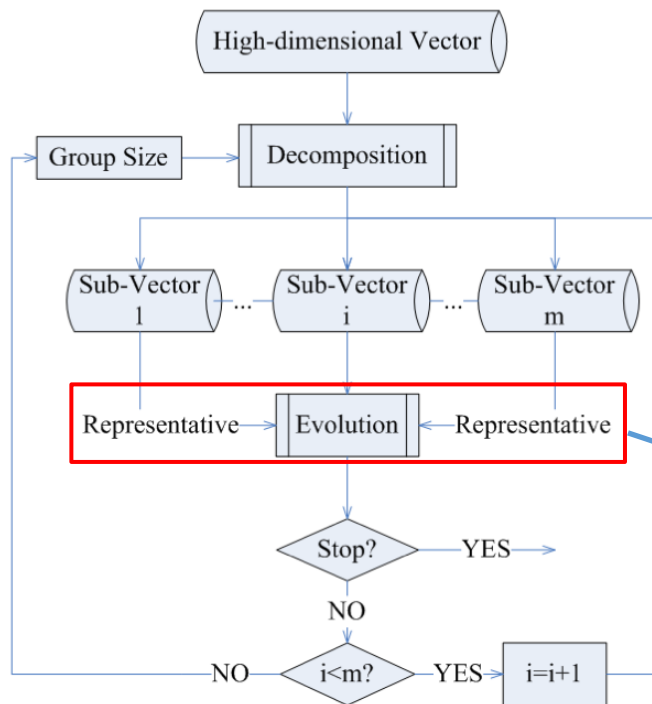 High-dimensional Vector
Group Size
Decomposition
Sub-Vector
1
...
Sub-Vector
i
...
Sub-Vector
m
Representative
Evolution
Representative
Stop?
YES
NO
NO
i<m?
YES
i=i+1